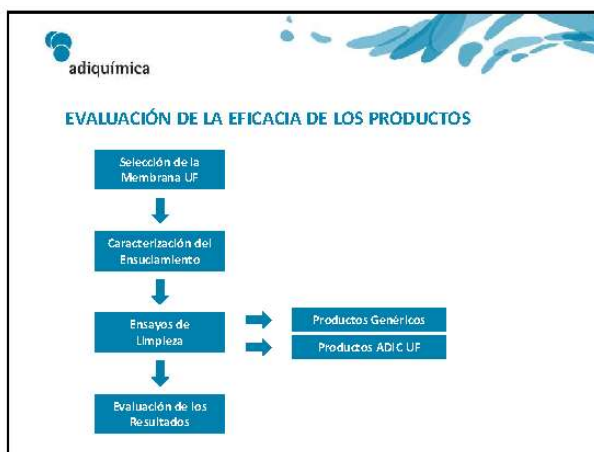 adiquímica
EVALUACIÓN DE LA EFICACIA DE LOS PRODUCTOS
Selección de la
Membrana UF
Caracterización del
Ensuciamiento
Ensayos de
Limpieza
Productos Genéricos
Productos ADIC UF
Evaluación de los
Resultados